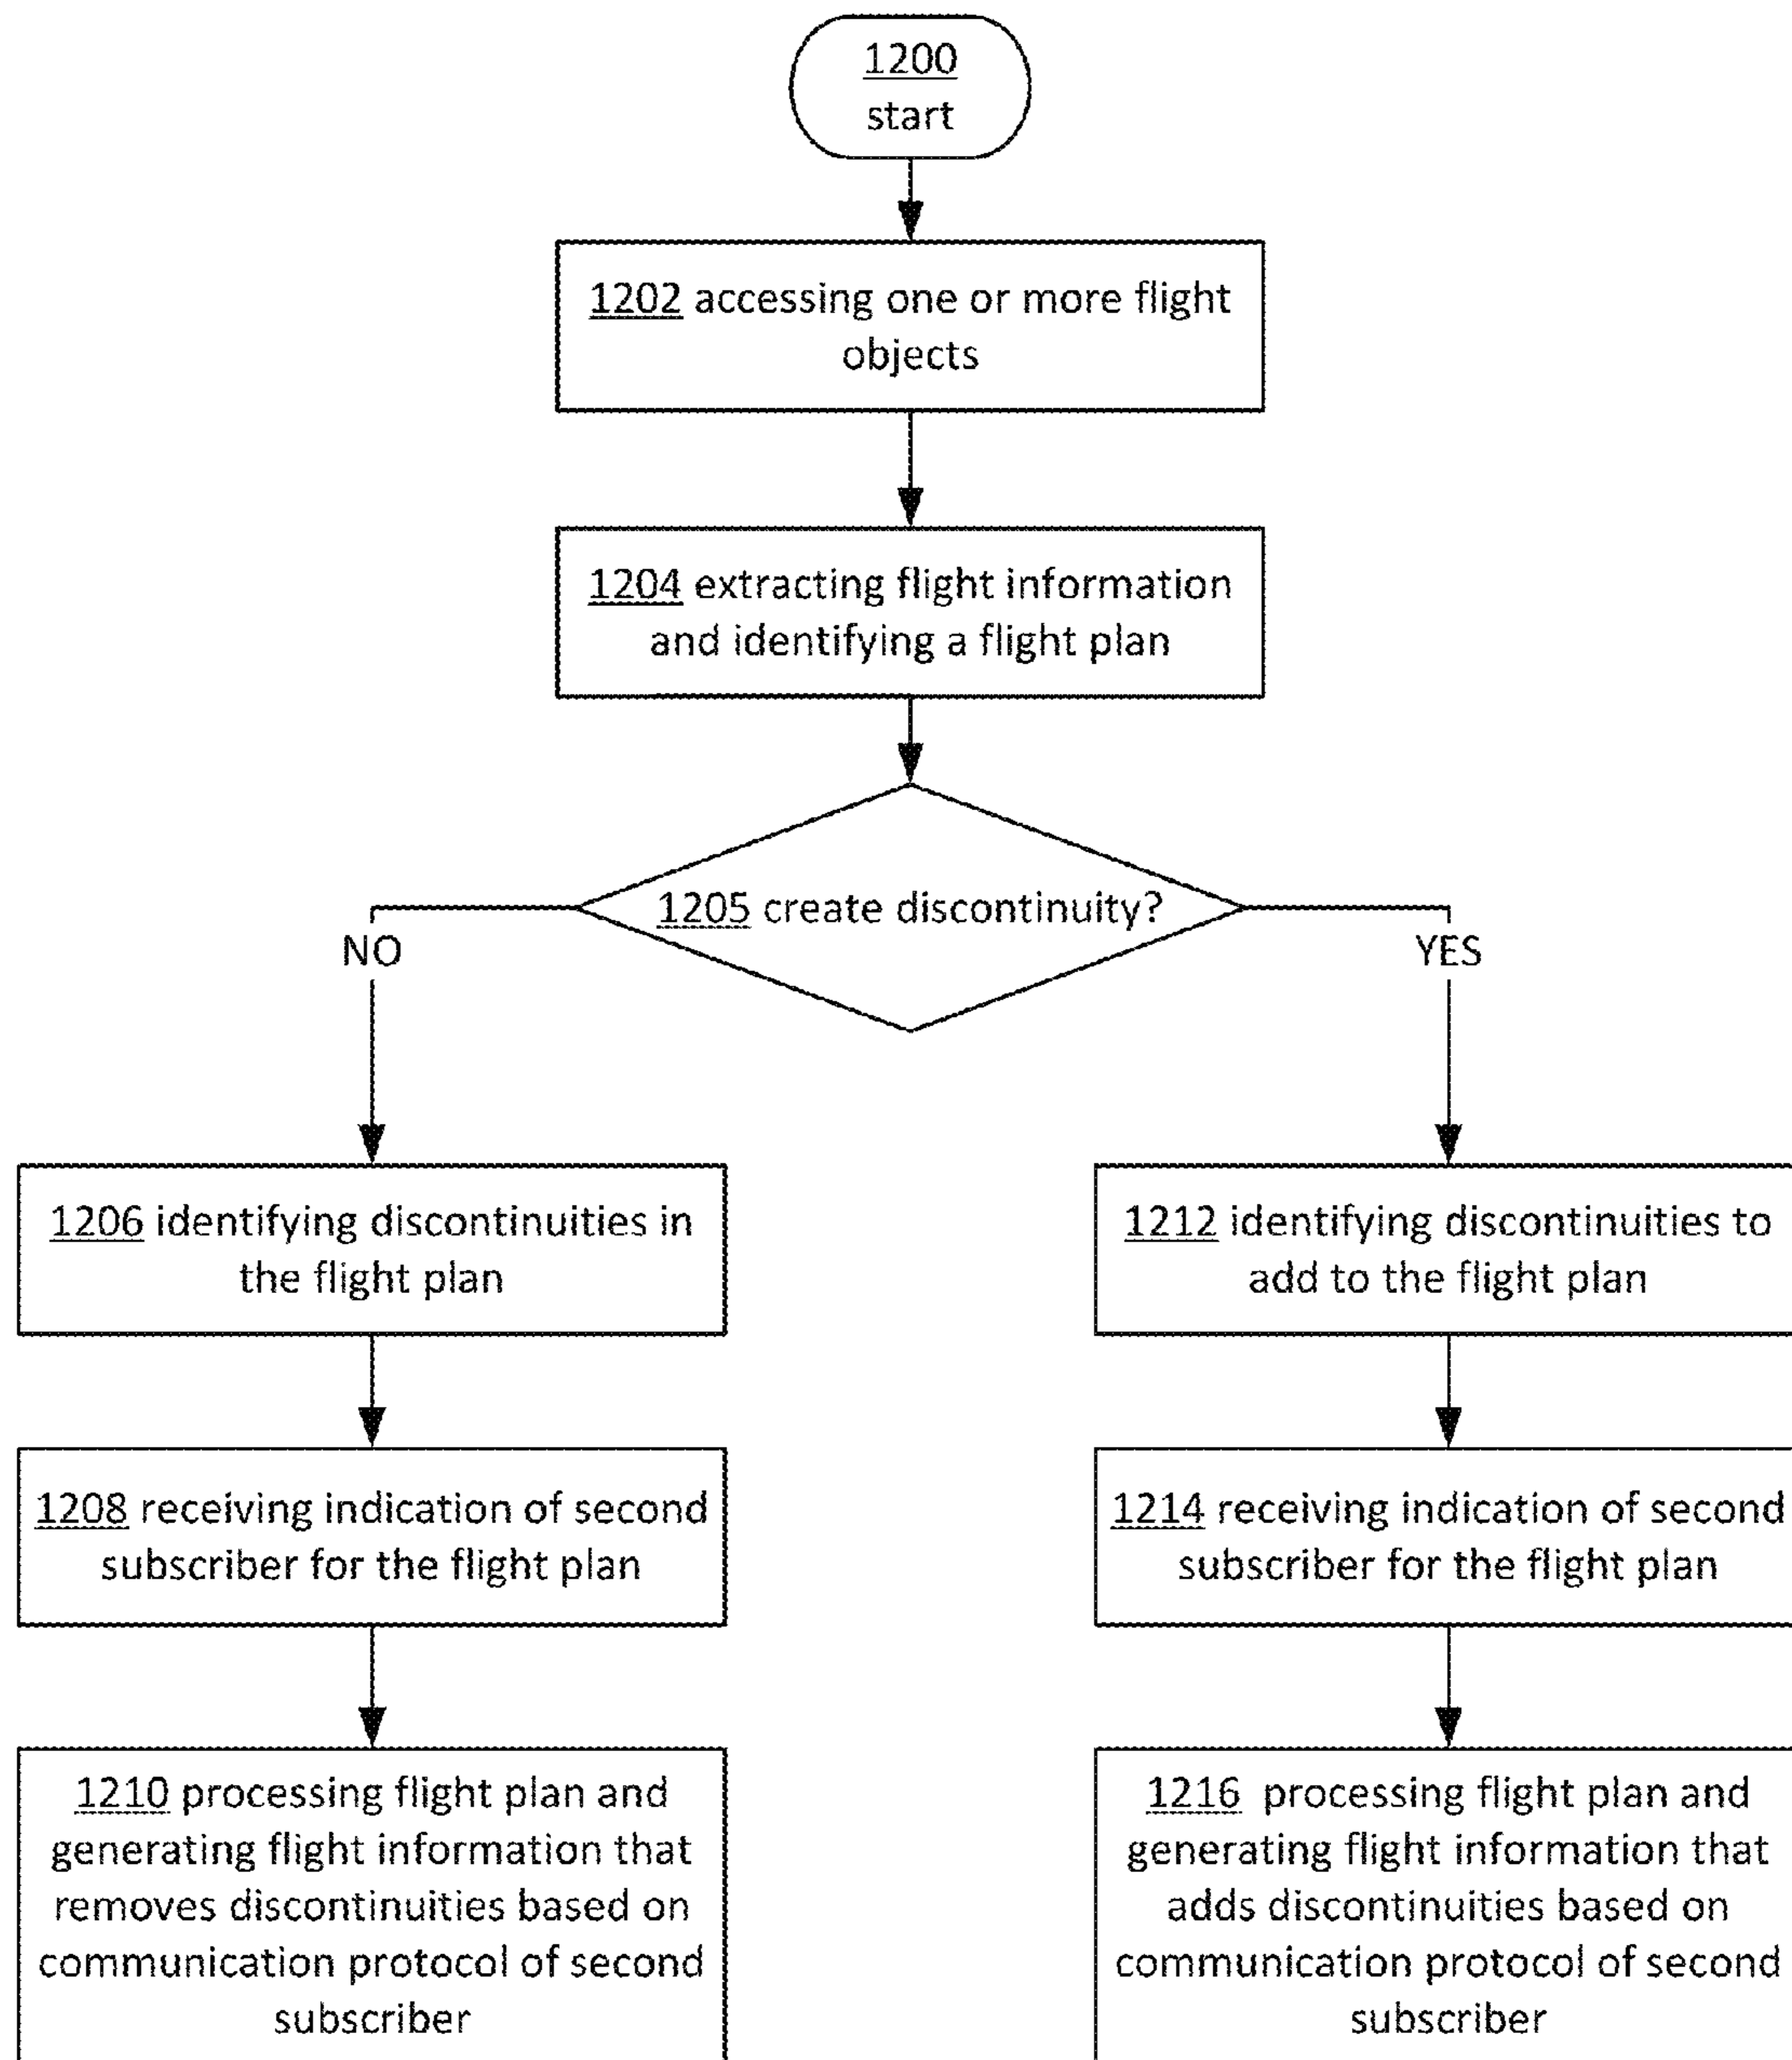 1200
start
1202 accessing one or more flight
objects
1204 extracting flight information
and identifying a flight plan
1205 create discontinuity?
NO
YES
1206 identifying discontinuities in
the flight plan
1212 identifying discontinuities to
add to the flight plan
1208 receiving indication of second
subscriber for the flight plan
1214 receiving indication of second
subscriber for the flight plan
1210 processing flight plan and
generating flight information that
removes discontinuities based on
communication protocol of second
subscriber
1216 processing flight plan and
generating flight information that
adds discontinuities based on
communication protocol of second
subscriber